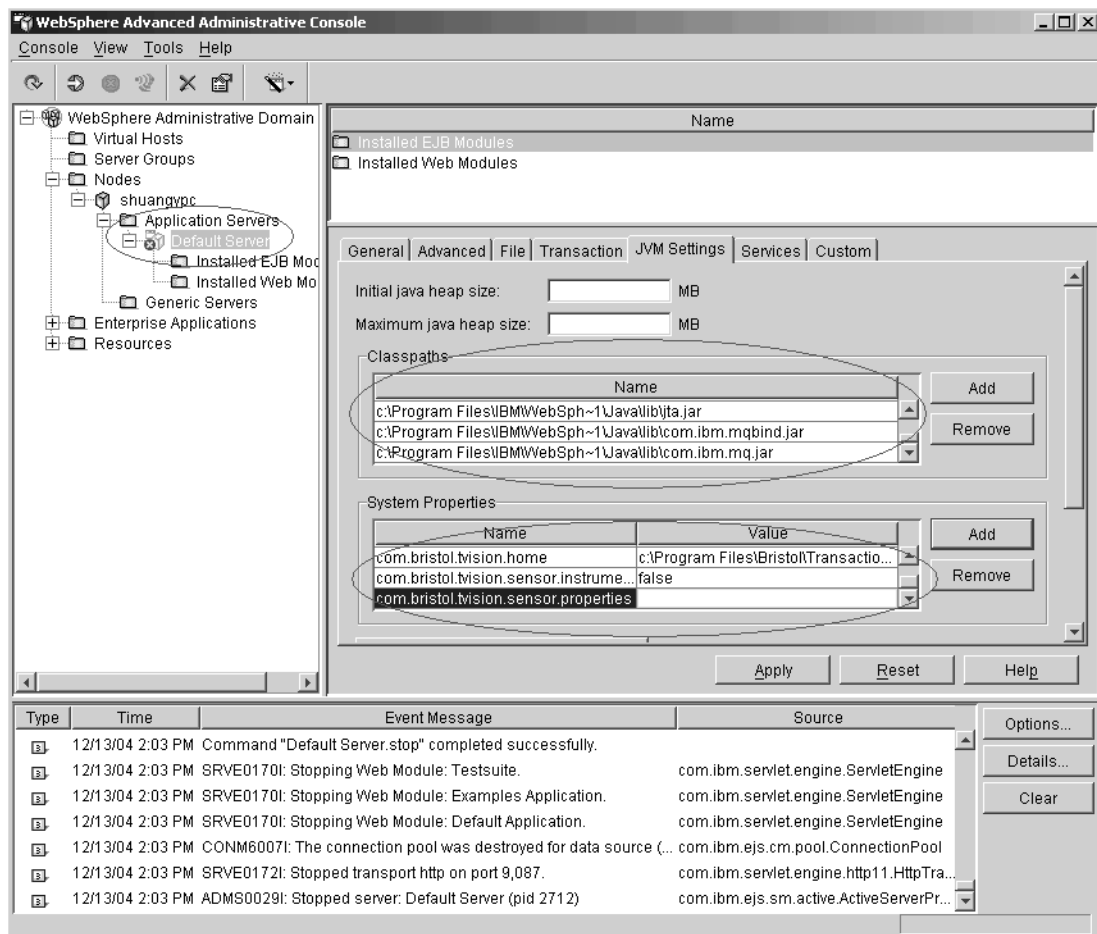 WebSphere Advanced Administrative Console
Console View Tools Help
WebSphere Administrative Domain
Virtual Hosts
Server Groups
Nodes
shuangypc
Application Servers
Default Server
Installed EJB Mod
Installed Web Mo
Generic Servers
Enterprise Applications
Resources
Name
Installed EJB Modules
Installed Web Modules
General Advanced File Transaction JVM Settings Services Custom
Initial java heap size: MB
Maximum java heap size: MB
Classpaths
Name
c:\Program Files\IBM\WebSph~1\Java\lib\jta.jar
c:\Program Files\IBM\WebSph~1\Java\lib\com.ibm.mqbind.jar
c:\Program Files\IBM\WebSph~1\Java\lib\com.ibm.mq.jar
Add
Remove
System Properties
Name Value
com.bristol.tvision.home c:\Program Files\Bristol\Transactio...
com.bristol.tvision.sensor.instrume... false
com.bristol.tvision.sensor.properties
Add
Remove
Apply Reset Help
Type Time Event Message Source
12/13/04 2:03 PM Command "Default Server.stop" completed successfully.
12/13/04 2:03 PM SRVE0170I: Stopping Web Module: Testsuite. com.ibm.servlet.engine.ServletEngine
12/13/04 2:03 PM SRVE0170I: Stopping Web Module: Examples Application. com.ibm.servlet.engine.ServletEngine
12/13/04 2:03 PM SRVE0170I: Stopping Web Module: Default Application. com.ibm.servlet.engine.ServletEngine
12/13/04 2:03 PM CONM6007I: The connection pool was destroyed for data source (... com.ibm.ejs.cm.pool.ConnectionPool
12/13/04 2:03 PM SRVE0172I: Stopped transport http on port 9,087. com.ibm.servlet.engine.http11.HttpTra...
12/13/04 2:03 PM ADMS0029I: Stopped server: Default Server (pid 2712) com.ibm.ejs.sm.active.ActiveServerPr...
Options...
Details...
Clear